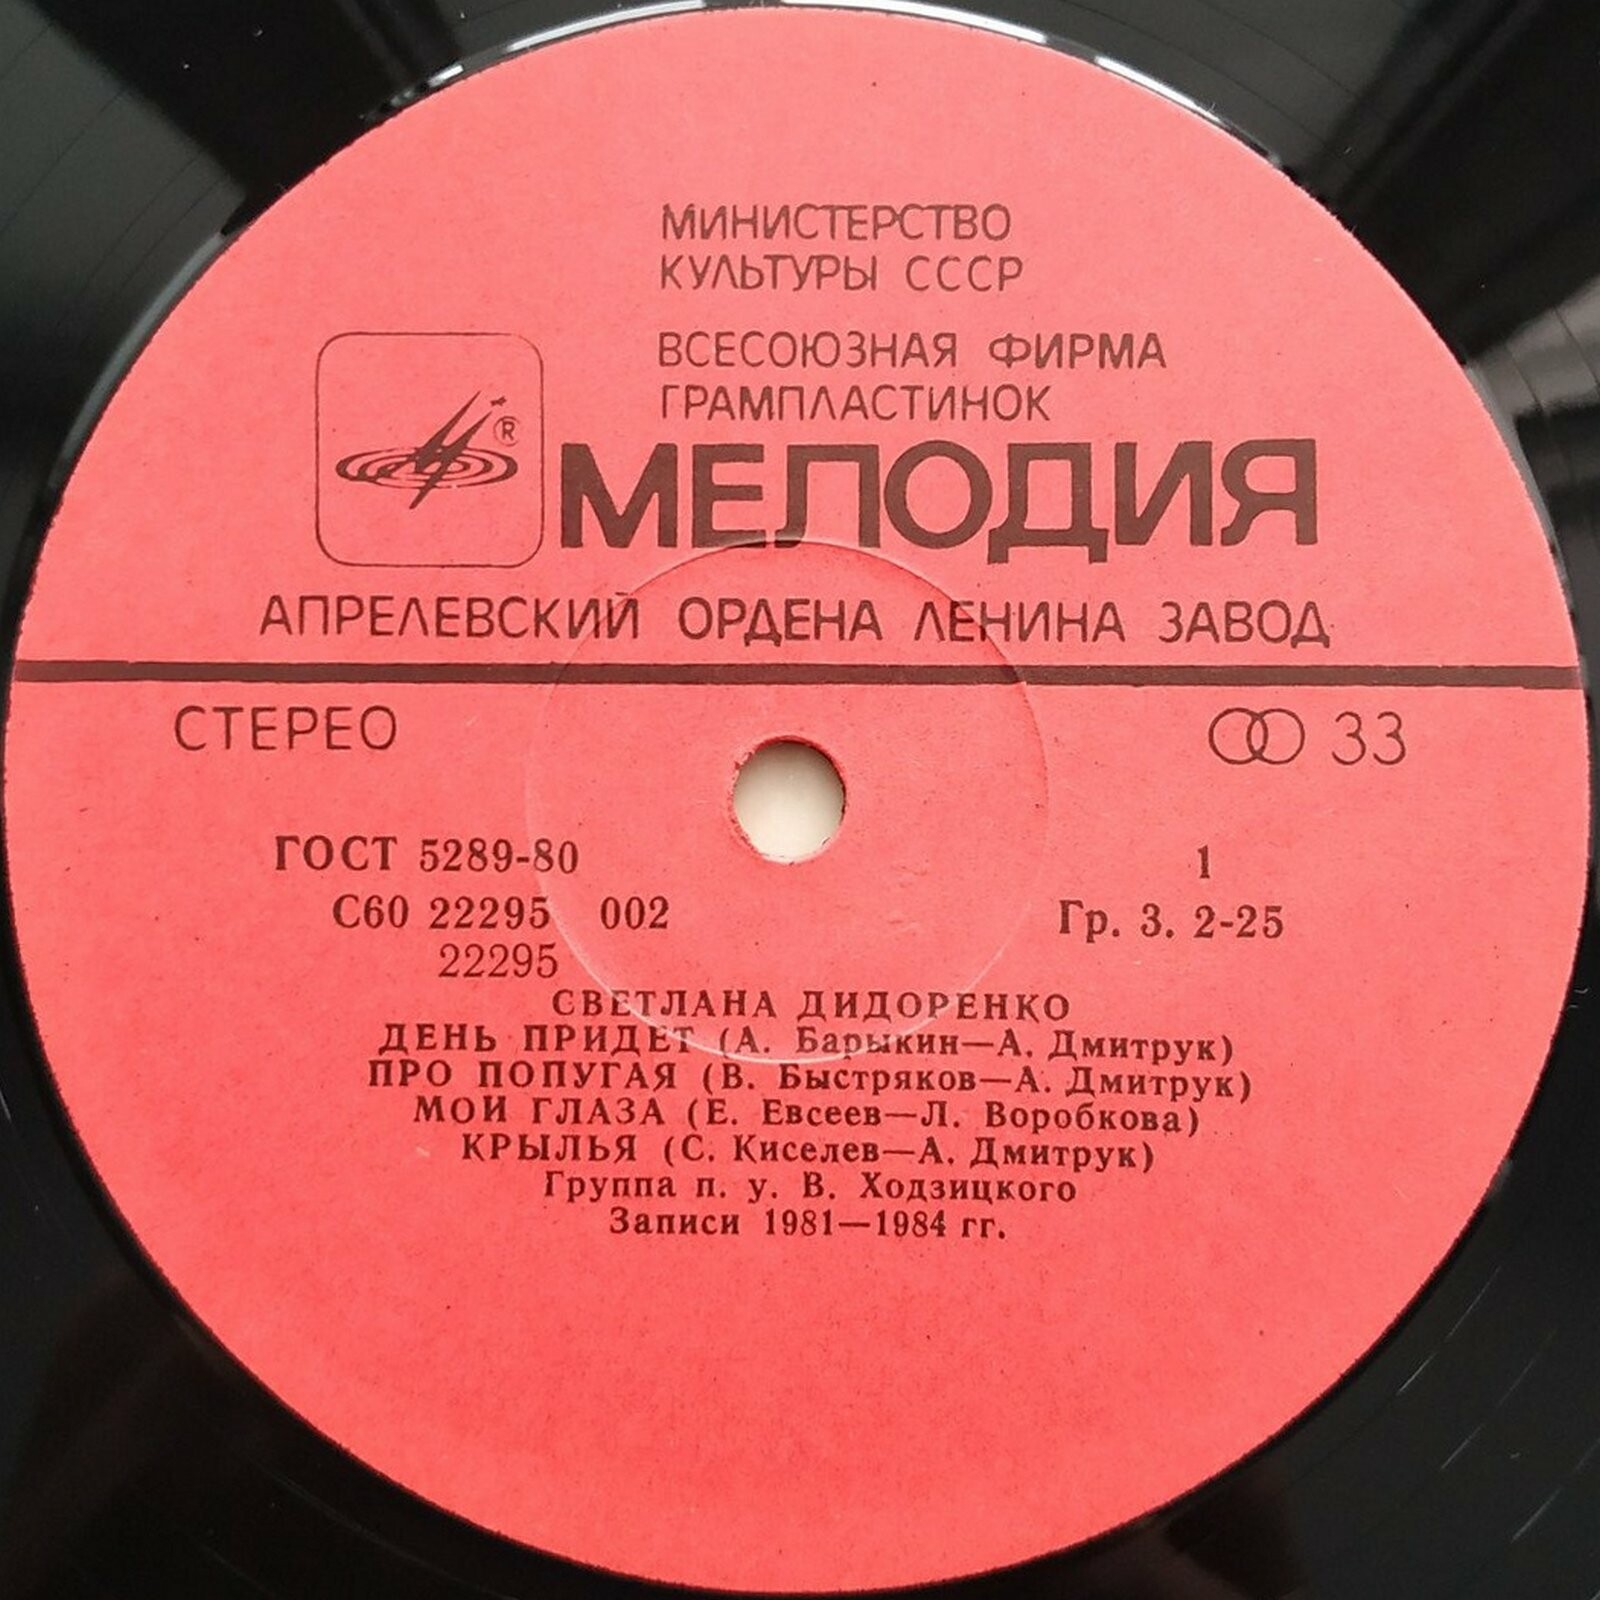 МИНИСТЕРСТВО
КУЛЬТУРЫ СССР
ВСЕСОЮЗНАЯ ФИРМА
ГРАМПЛАСТИНОК
®
МЕЛОДИЯ
АПРЕЛЕВСКИЙ ОРДЕНА ЛЕНИНА ЗАВОД
СТЕРЕО
33
ГОСТ 5289-80
1
С60 22295 002
Гр. 3. 2-25
22295
СВЕТЛАНА ДИДОРЕНКО
ДЕНЬ ПРИДЕТ (А. Барыкин—А. Дмитрук)
ПРО ПОПУГАЯ (В. Быстряков—А. Дмитрук)
МОИ ГЛАЗА (Е. Евсеев—Л. Воробкова)
КРЫЛЬЯ (С. Киселев—А. Дмитрук)
Группа п. у. В. Ходзицкого
Записи 1981—1984 гг.